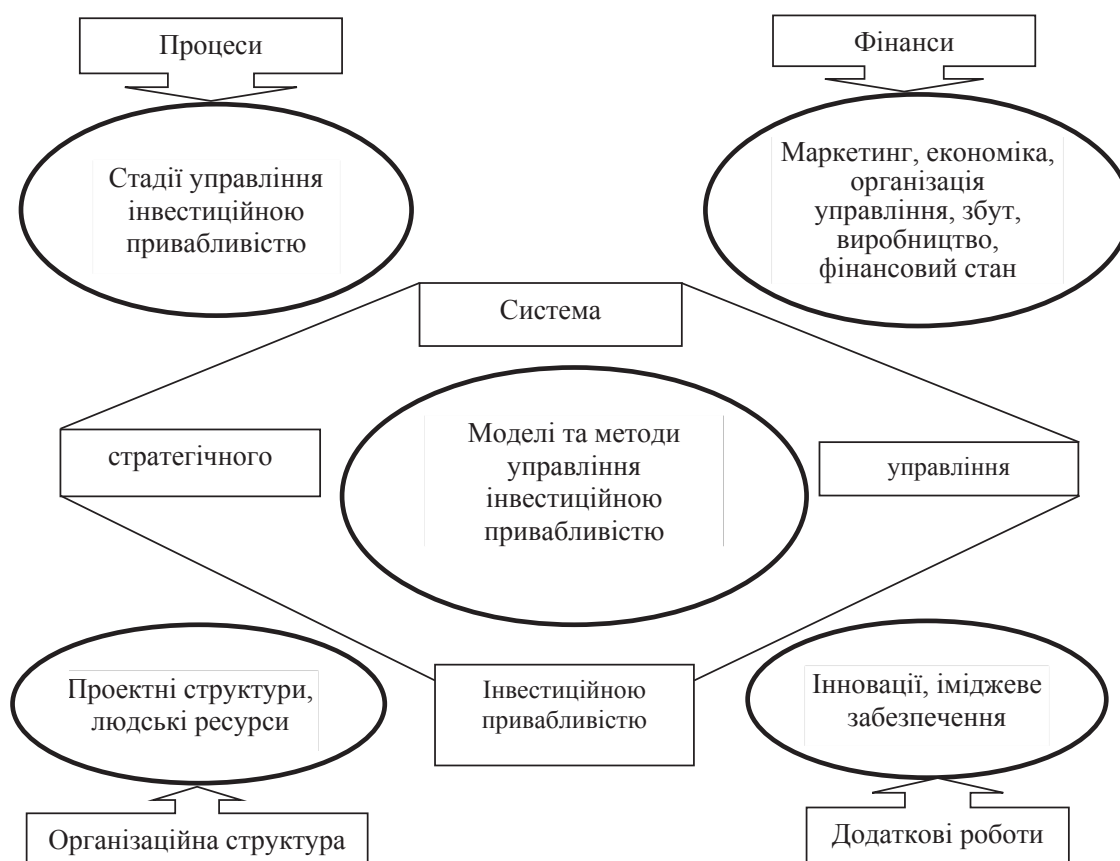 Процеси
Фінанси
Стадії управління
інвестиційною
привабливістю
Маркетинг, економіка,
організація
управління, збут,
виробництво,
фінансовий стан
Система
стратегічного
Моделі та методи
управління
інвестиційною
привабливістю
управління
Інвестиційною
привабливістю
Проектні структури,
людські ресурси
Інновації, іміджеве
забезпечення
Організаційна структура
Додаткові роботи